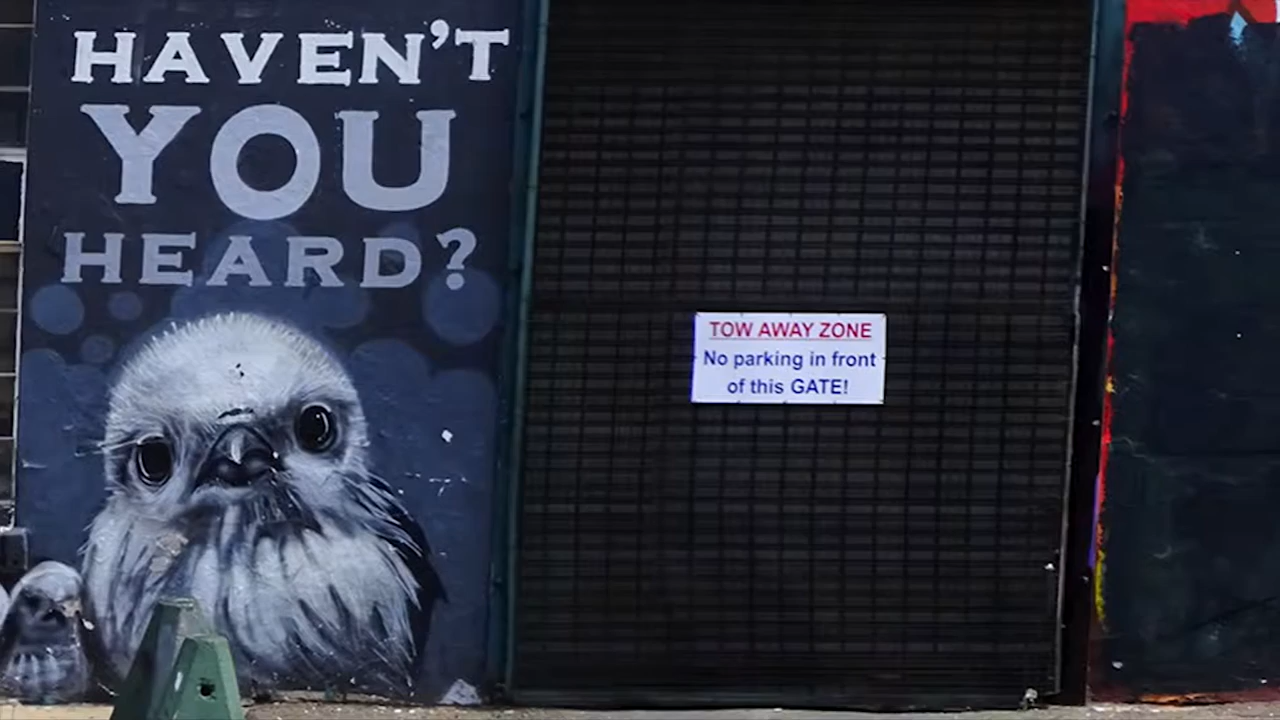 HAVEN'T
YOU
HEARD?
TOW AWAY ZONE
No parking in front
of this GATE!